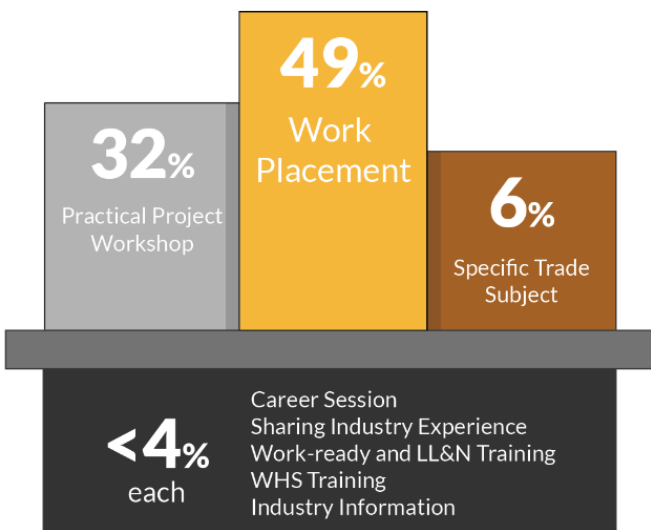 49%
Work
Placement
32%
Practical Project
Workshop
6%
Specific Trade
Subject
<4%
each
Career Session
Sharing Industry Experience
Work-ready and LL&N Training
WHS Training
Industry Information